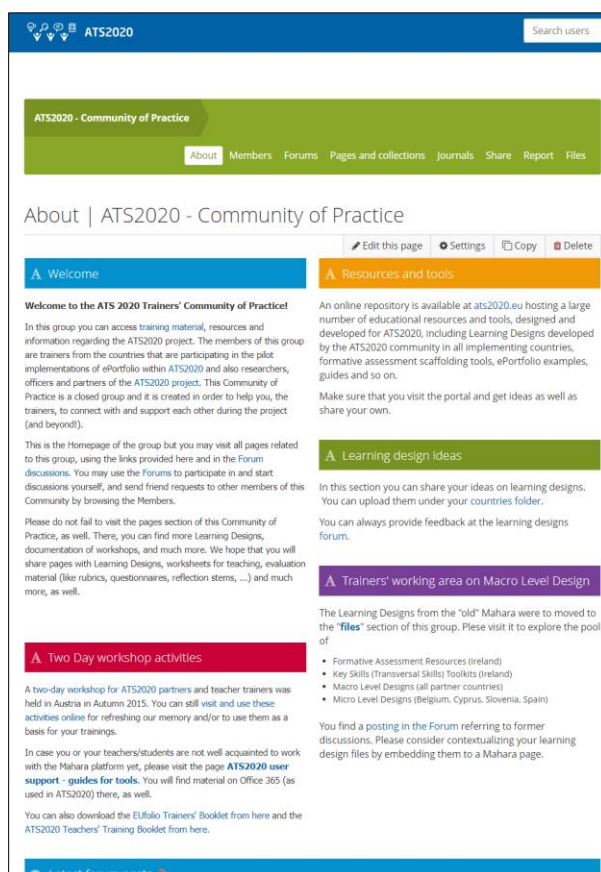 ATS2020
Search users
ATS2020 - Community of Practice
About Members Forums Pages and collections Journals Share Report Files
About | ATS2020 - Community of Practice
Edit this page Settings Copy Delete
Welcome
Welcome to the ATS 2020 Trainers' Community of Practice!
In this group you can access training material, resources and
information regarding the ATS2020 project. The members of this group
are trainers from the countries that are participating in the pilot
implementations of ePortfolio within ATS2020 and also researchers,
officers and partners of the ATS2020 project. This Community of
Practice is a closed group and it is created in order to help you, the
trainers, to connect with and support each other during the project
(and beyond!).
This is the Homepage of the group but you may visit all pages related
to this group, using the links provided here and in the Forum
discussions. You may use the Forums to participate in and start
discussions yourself, and send friend requests to other members of this
Community by browsing the Members.
Please do not fail to visit the pages section of this Community of
Practice, as well. There, you can find more Learning Designs,
documentation of workshops, and much more. We hope that you will
share pages with Learning Designs, worksheets for teaching, evaluation
material (like rubrics, questionnaires, reflection stems, ...) and much
more, as well.
Two Day workshop activities
A two-day workshop for ATS2020 partners and teacher trainers was
held in Austria in Autumn 2015. You can still visit and use these
activities online for refreshing our memory and/or to use them as a
basis for your trainings.
In case you or your teachers/students are not well acquainted to work
with the Mahara platform yet, please visit the page ATS2020 user
support - guides for tools. You will find material on Office 365 (as
used in ATS2020) there, as well.
You can also download the EUfolio Trainers' Booklet from here and the
ATS2020 Teachers' Training Booklet from here.
Resources and tools
An online repository is available at ats2020.eu hosting a large
number of educational resources and tools, designed and
developed for ATS2020, including Learning Designs developed
by the ATS2020 community in all implementing countries,
formative assessment scaffolding tools, ePortfolio examples,
guides and so on.
Make sure that you visit the portal and get ideas as well as
share your own.
Learning design ideas
In this section you can share your ideas on learning designs.
You can upload them under your countries folder.
You can always provide feedback at the learning designs
forum.
Trainers' working area on Macro Level Design
The Learning Designs from the "old" Mahara were to moved to
the "files" section of this group. Plese visit it to explore the pool
of
Formative Assessment Resources (Ireland)
Key Skills (Transversal Skills) Toolkits (Ireland)
Macro Level Designs (all partner countries)
Micro Level Designs (Belgium, Cyprus, Slovenia, Spain)
You find a posting in the Forum referring to former
discussions. Please consider contextualizing your learning
design files by embedding them to a Mahara page.
Latest forum posts